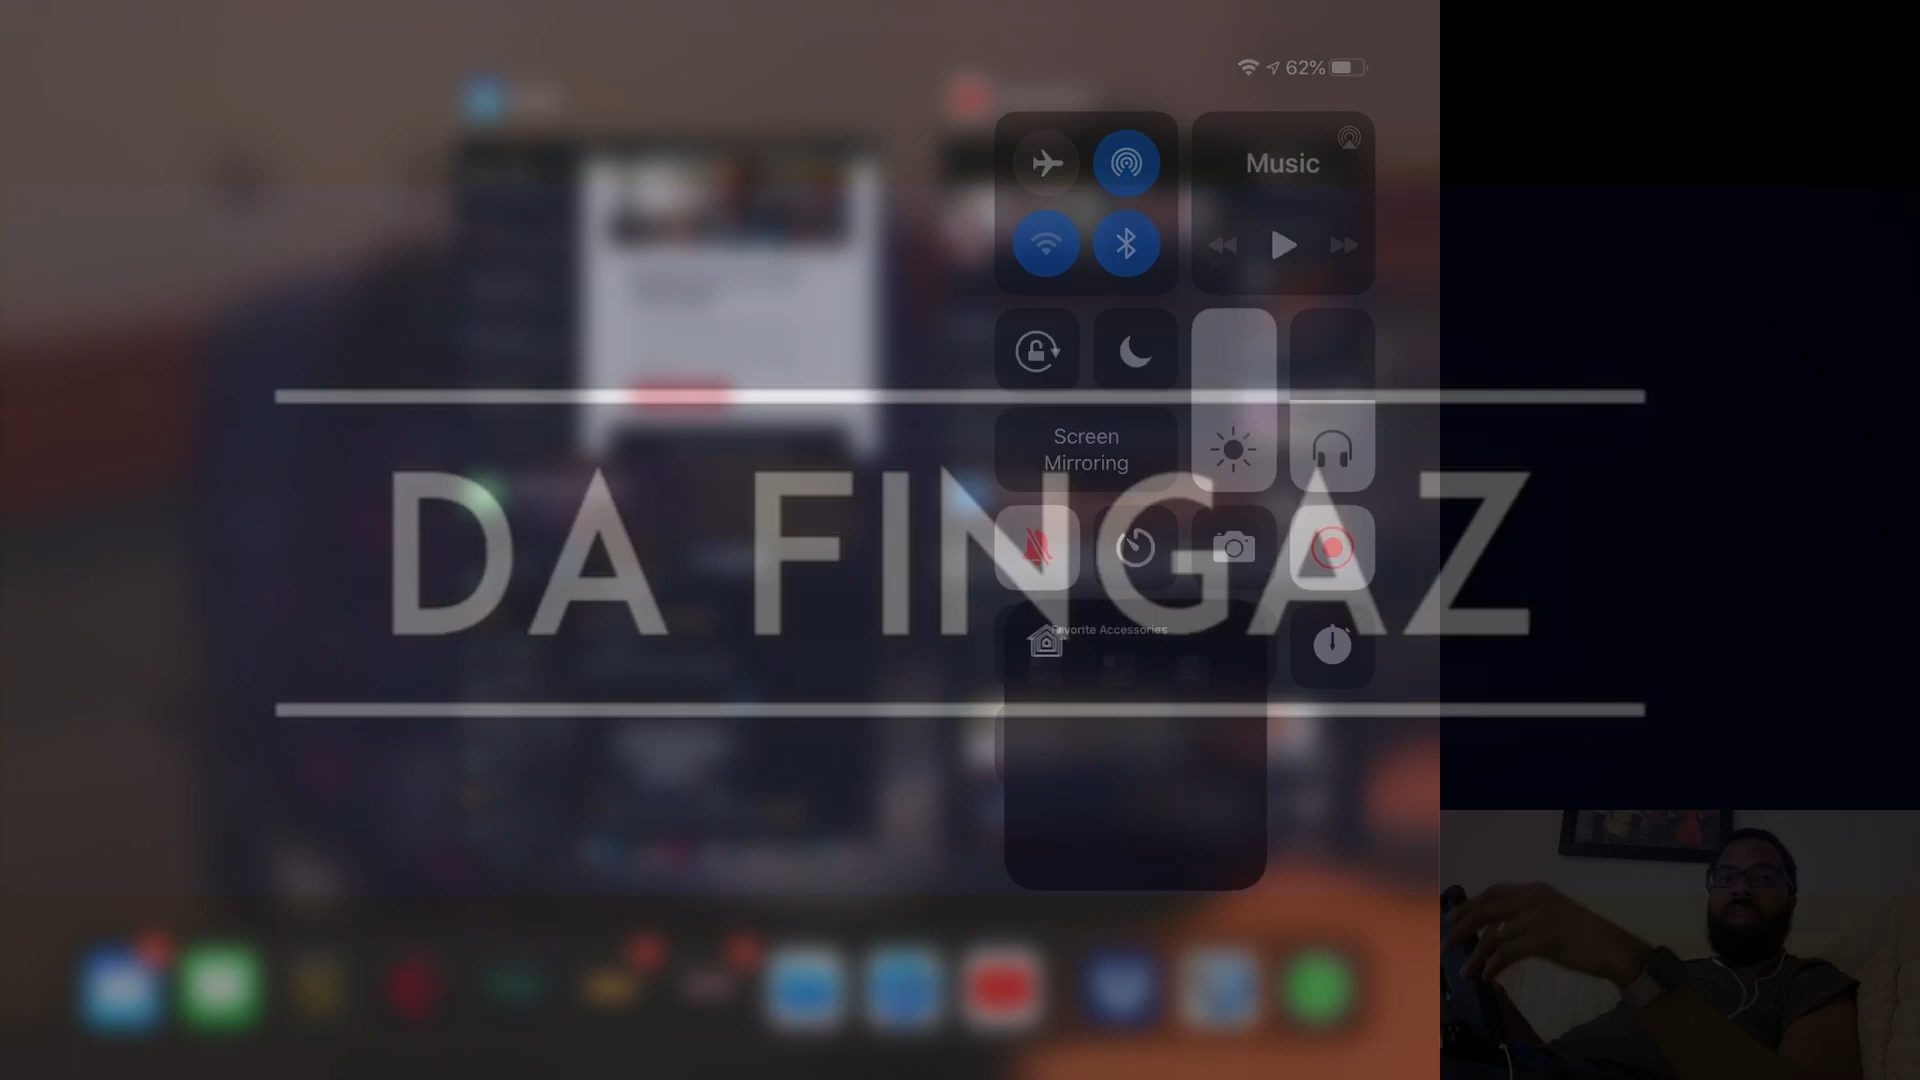 62%
Music
Screen
Mirroring
DA FINGAZ
Favorite Accessories